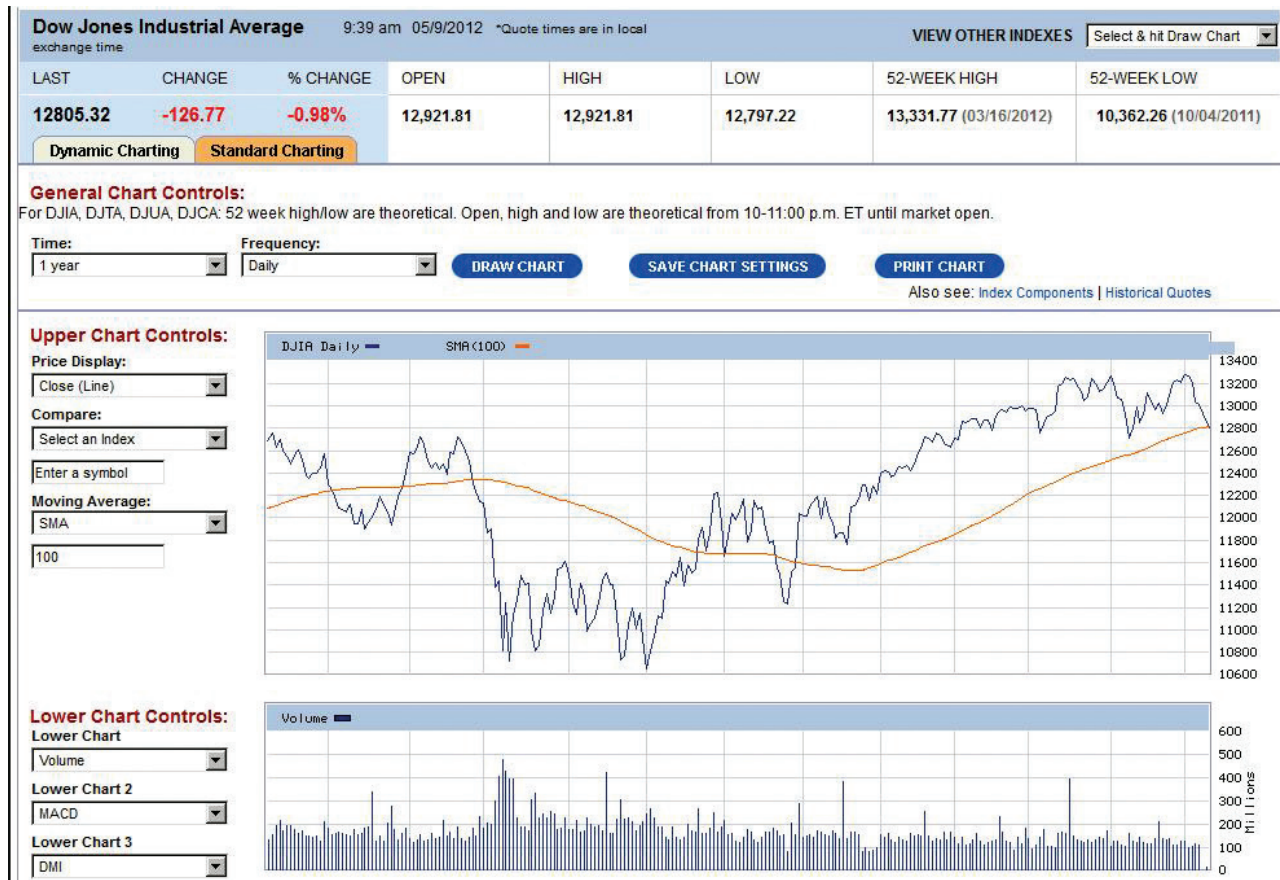 Dow Jones Industrial Average 9:39 am 05/9/2012 *Quote times are in local
exchange time
VIEW OTHER INDEXES Select & hit Draw Chart
LAST CHANGE % CHANGE OPEN HIGH LOW 52-WEEK HIGH 52-WEEK LOW
12805.32 -126.77 -0.98% 12,921.81 12,921.81 12,797.22 13,331.77 (03/16/2012) 10,362.26 (10/04/2011)
Dynamic Charting Standard Charting
General Chart Controls:
For DJIA, DJTA, DJUA, DJCA: 52 week high/low are theoretical. Open, high and low are theoretical from 10-11:00 p.m. ET until market open.
Time: Frequency:
1 year Daily DRAW CHART SAVE CHART SETTINGS PRINT CHART
Also see: Index Components | Historical Quotes
Upper Chart Controls:
Price Display:
Close (Line)
Compare:
Select an Index
Enter a symbol
Moving Average:
SMA
100
DJIA Daily SMA(100)
13400
13200
13000
12800
12600
12400
12200
12000
11800
11600
11400
11200
11000
10800
10600
Lower Chart Controls:
Lower Chart
Volume
Lower Chart 2
MACD
Lower Chart 3
DMI
Volume
600
500
400
300
200
100
0
Millions